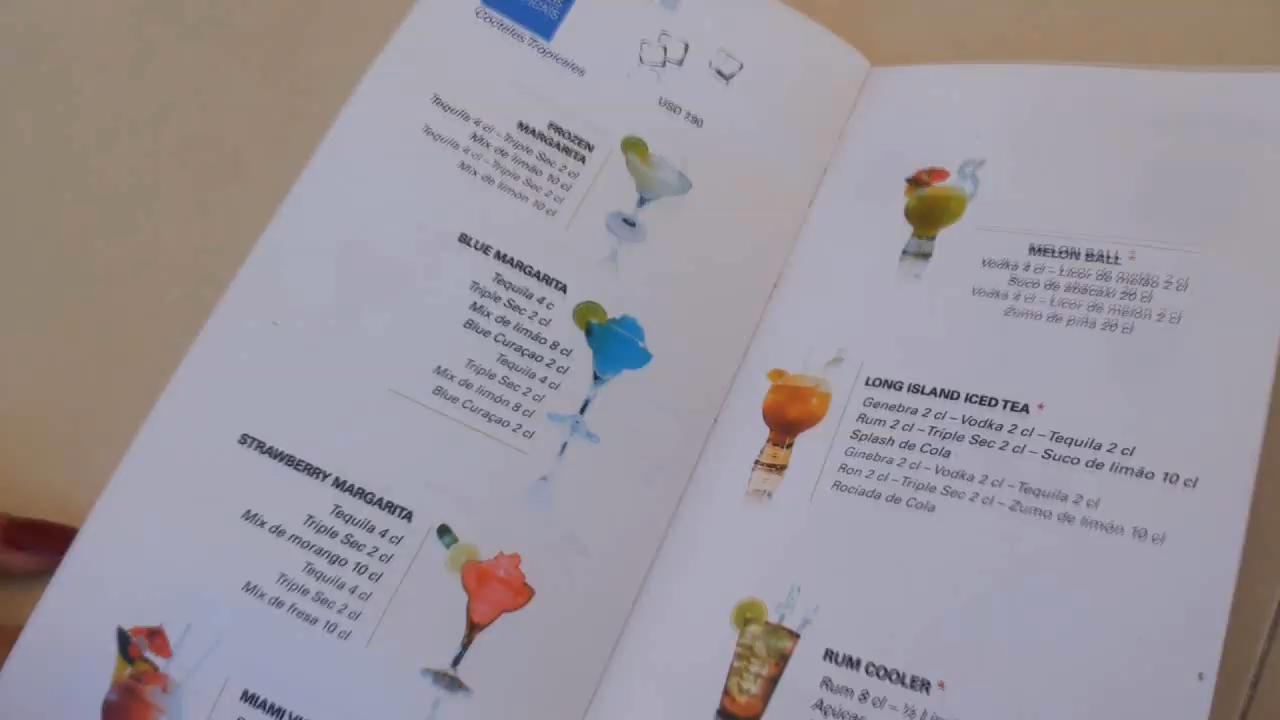 Cocteles Tropicales
USD 7.90
FROZEN
MARGARITA
Tequila 4 cl – Triple Sec 2 cl
Mix de limão 10 cl
Tequila 4 cl – Triple Sec 2 cl
Mix de limón 10 cl
BLUE MARGARITA
Tequila 4 c
Triple Sec 2 cl
Mix de limão 8 cl
Blue Curaçao 2 cl
Tequila 4 cl
Triple Sec 2 cl
Mix de limón 8 cl
Blue Curaçao 2 cl
STRAWBERRY MARGARITA
Tequila 4 cl
Triple Sec 2 cl
Mix de morango 10 cl
Tequila 4 cl
Triple Sec 2 cl
Mix de fresa 10 cl
MIAMI
MELON BALL *
Vodka 4 cl – Licor de melão 2 cl
Suco de abacaxi 20 cl
Vodka 4 cl – Licor de melón 2 cl
Zumo de piña 20 cl
LONG ISLAND ICED TEA *
Genebra 2 cl – Vodka 2 cl – Tequila 2 cl
Rum 2 cl – Triple Sec 2 cl – Suco de limão 10 cl
Splash de Cola
Ginebra 2 cl – Vodka 2 cl – Tequila 2 cl
Ron 2 cl – Triple Sec 2 cl – Zumo de limón 10 cl
Rociada de Cola
RUM COOLER *
Rum 8 cl – ½
Açúcar